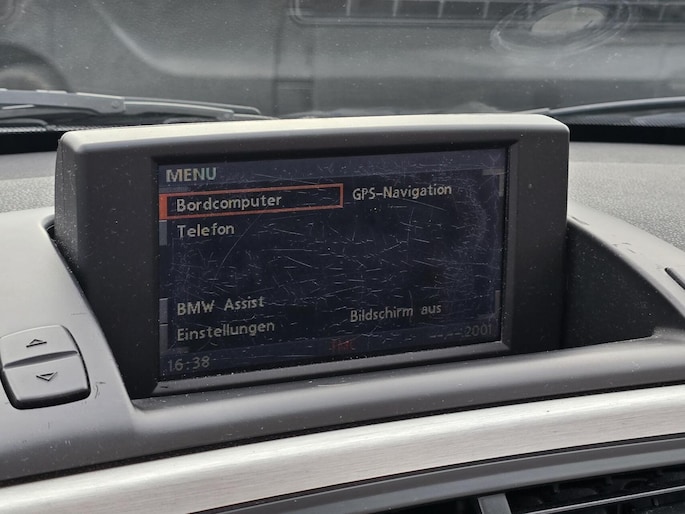 MENU
Bordcomputer
GPS-Navigation
Telefon
BMW Assist
Einstellungen
Bildschirm aus
16:38
2001